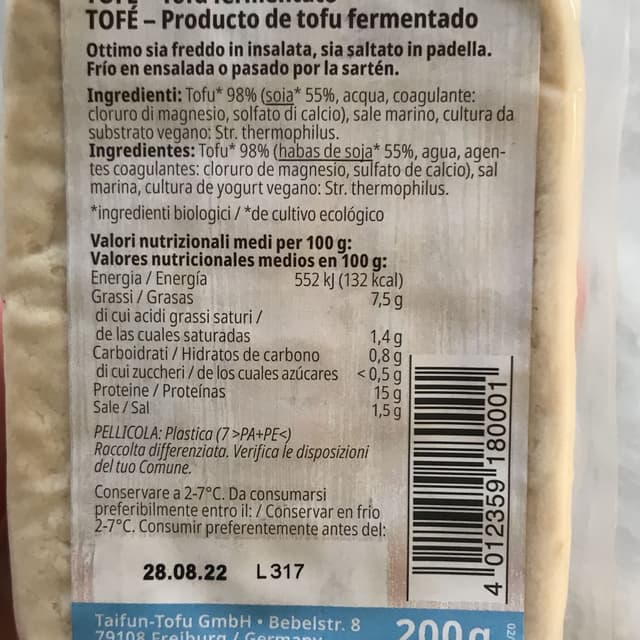 TOFÉ – Producto de tofu fermentado
Ottimo sia freddo in insalata, sia saltato in padella.
Frío en ensalada o pasado por la sartén.
Ingredienti: Tofu* 98% (soia* 55%, acqua, coagulante:
cloruro di magnesio, solfato di calcio), sale marino, cultura da
substrato vegano: Str. thermophilus.
Ingredientes: Tofu* 98% (habas de soja* 55%, agua, agen-
tes coagulantes: cloruro de magnesio, sulfato de calcio), sal
marina, cultura de yogurt vegano: Str. thermophilus.
*ingredienti biologici / *de cultivo ecológico
Valori nutrizionali medi per 100 g:
Valores nutricionales medios en 100 g:
Energia / Energía 552 kJ (132 kcal)
Grassi / Grasas 7,5 g
di cui acidi grassi saturi /
de las cuales saturadas 1,4 g
Carboidrati / Hidratos de carbono 0,8 g
di cui zuccheri / de los cuales azúcares <0,5 g
Proteine / Proteínas 15 g
Sale / Sal 1,5 g
PELLICOLA: Plastica (7 >PA+PE<)
Raccolta differenziata. Verifica le disposizioni
del tuo Comune.
Conservare a 2-7°C. Da consumarsi
preferibilmente entro il: / Conservar en frío
2-7°C. Consumir preferentemente antes del:
28.08.22 L317
4 012359 180001
Taifun-Tofu GmbH • Bebelstr. 8
79108 Freiburg / Germany
200g